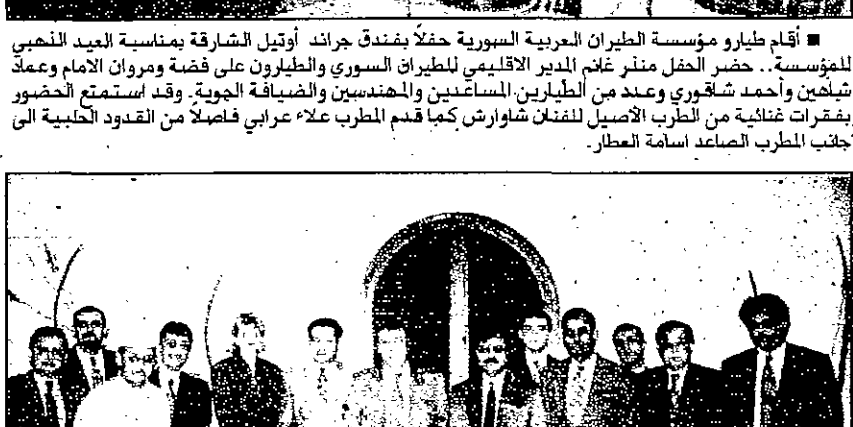 ■ أقام طيارو مؤسسة الطيران العربية السورية حفلاً بفندق جراند أوتيل الشارقة بمناسبة العيد الذهبي
للمؤسسة.. حضر الحفل منذر غانم المدير الاقليمي للطيران السوري والطيارون علي فضة ومروان الامام وعماد
شاهين وأحمد شاقوري وعدد من الطيارين المساعدين والمهندسين والضيافة الجوية. وقد استمتع الحضور
بفقرات غنائية من الطرب الأصيل للفنان شاوارش كما قدم المطرب علاء عرابي فاصلاً من القدود الحلبية الى
جانب المطرب الصاعد اسامة العطار.